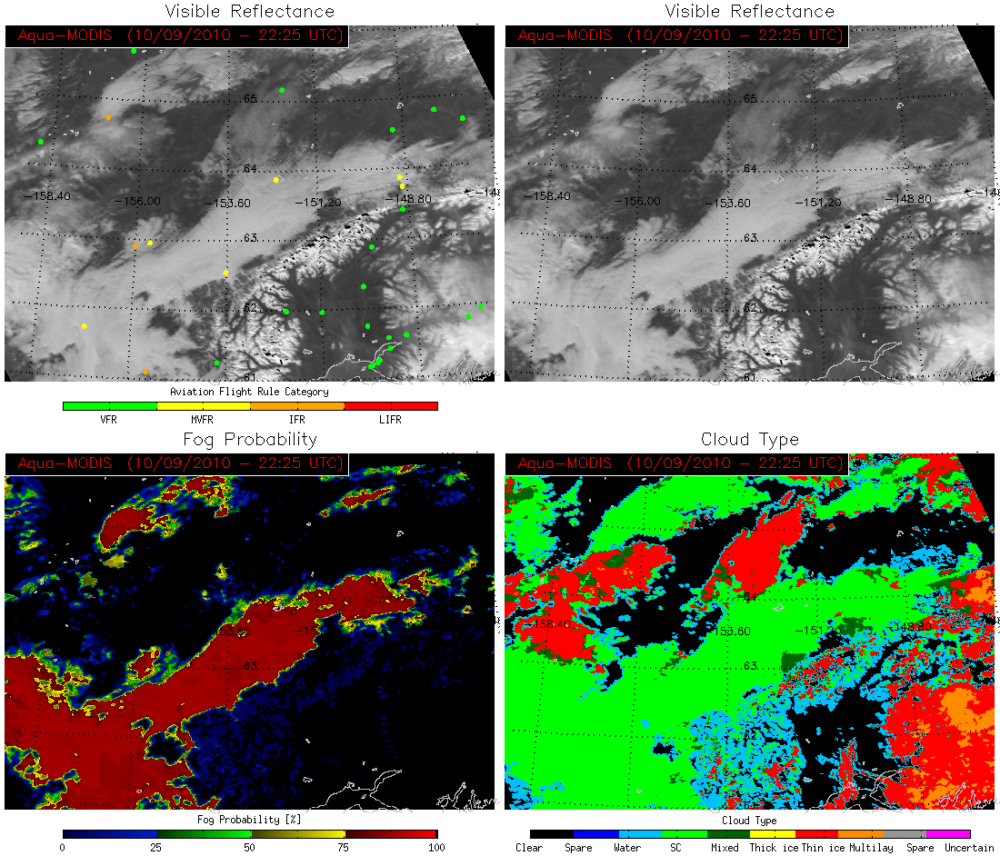 Visible Reflectance
Visible Reflectance
Aqua-MODIS (10/09/2010 - 22:25 UTC)
Aqua-MODIS (10/09/2010 - 22:25 UTC)
65
65
64
64
-158.40 -156.00 -153.60 -151.20 -148.80
-158.40 -156.00 -153.60 -151.20 -148.80
63
63
62
62
61
61
Aviation Flight Rule Category
VFR MVFR IFR LIFR
Fog Probability
Cloud Type
Aqua-MODIS (10/09/2010 - 22:25 UTC)
Aqua-MODIS (10/09/2010 - 22:25 UTC)
-153.60
-158.40 -153.60 -151.20 -148.80
63
63
Fog Probability [%]
0 25 50 75 100
Cloud Type
Clear Spare Water SC Mixed Thick ice Thin ice Multilay Spare Uncertain